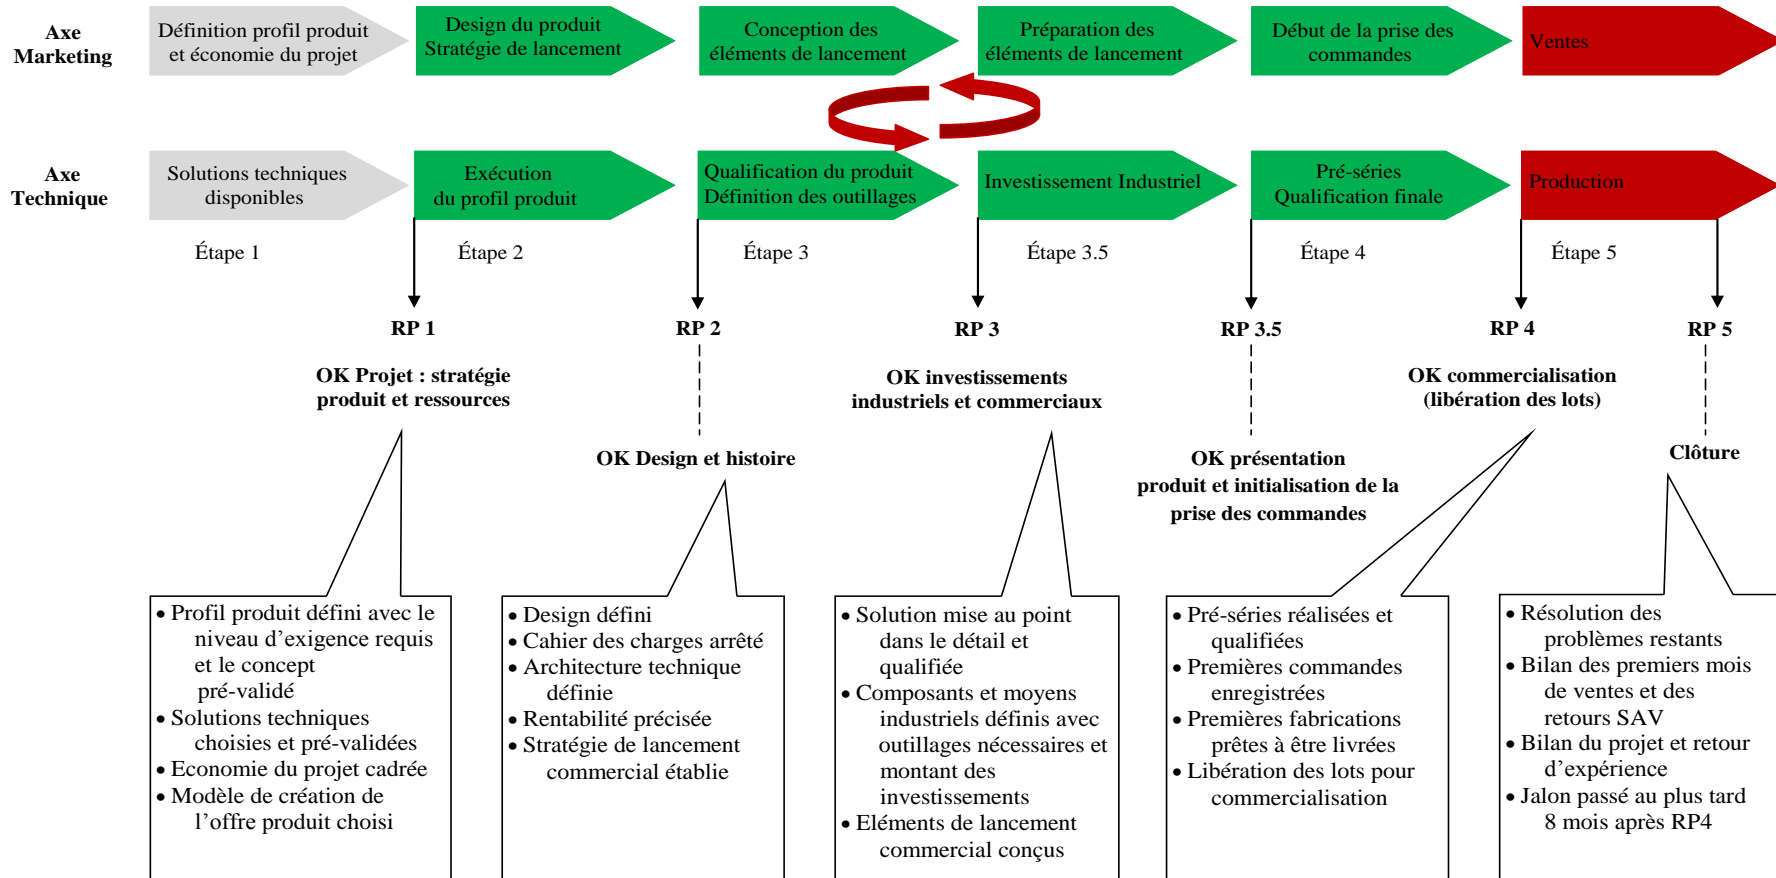 Axe
Marketing
Définition profil produit
et économie du projet
Design du produit
Stratégie de lancement
Conception des
éléments de lancement
Préparation des
éléments de lancement
Début de la prise des
commandes
Ventes
Axe
Technique
Solutions techniques
disponibles
Exécution
du profil produit
Qualification du produit
Définition des outillages
Investissement Industriel
Pré-séries
Qualification finale
Production
Étape 1
Étape 2
Étape 3
Étape 3.5
Étape 4
Étape 5
RP 1
RP 2
RP 3
RP 3.5
RP 4
RP 5
OK Projet : stratégie
produit et ressources
OK Design et histoire
OK investissements
industriels et commerciaux
OK présentation
produit et initialisation de la
prise des commandes
OK commercialisation
(libération des lots)
Clôture
• Profil produit défini avec le
niveau d’exigence requis
et le concept
pré-validé
• Solutions techniques
choisies et pré-validées
• Economie du projet cadrée
• Modèle de création de
l’offre produit choisi
• Design défini
• Cahier des charges arrêté
• Architecture technique
définie
• Rentabilité précisée
• Stratégie de lancement
commercial établie
• Solution mise au point
dans le détail et
qualifiée
• Composants et moyens
industriels définis avec
outillages nécessaires et
montant des
investissements
• Eléments de lancement
commercial conçus
• Pré-séries réalisées et
qualifiées
• Premières commandes
enregistrées
• Premières fabrications
prêtes à être livrées
• Libération des lots pour
commercialisation
• Résolution des
problèmes restants
• Bilan des premiers mois
de ventes et des
retours SAV
• Bilan du projet et retour
d’expérience
• Jalon passé au plus tard
8 mois après RP4